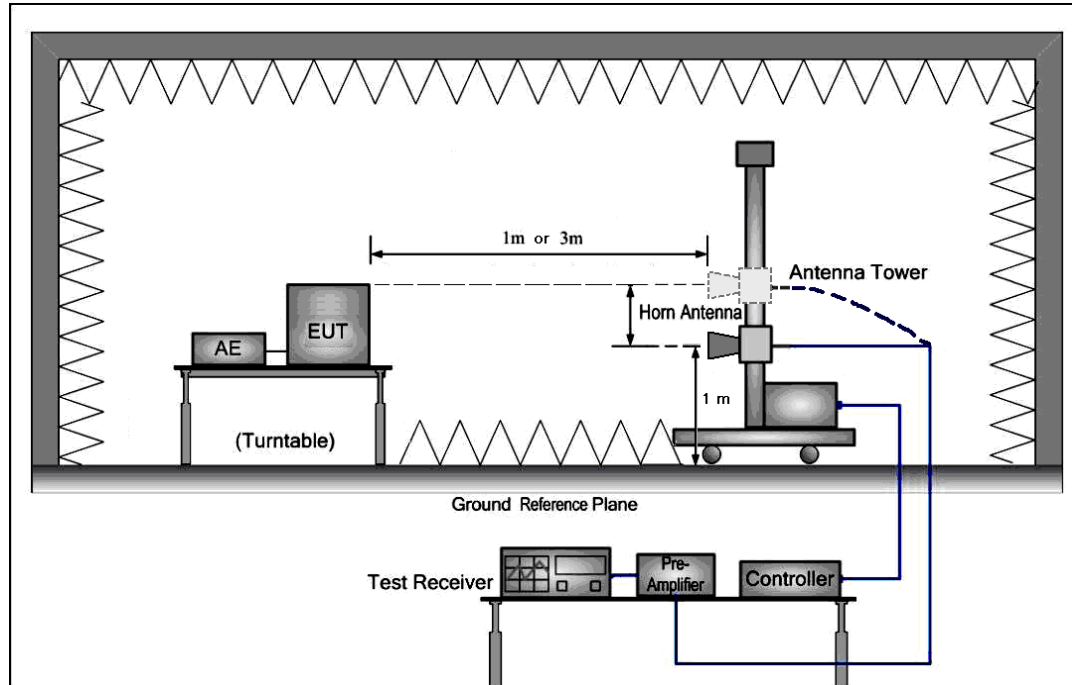 1m or 3m
Antenna Tower
Horn Antenna
EUT
AE
1 m
(Turntable)
Ground Reference Plane
Test Receiver
Pre-
Amplifier
Controller